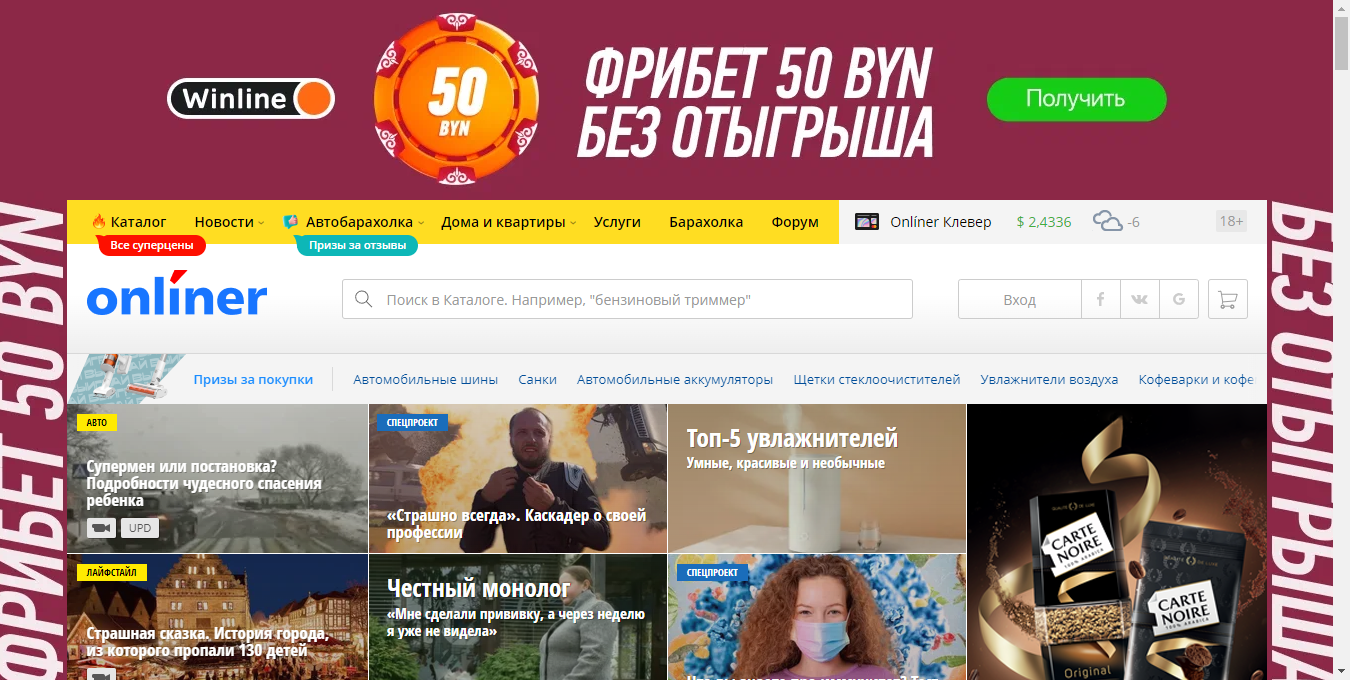 Winline
50
BYN
ФРИБЕТ 50 BYN
БЕЗ ОТЫГРЫША
Получить
ФРИБЕТ 50 BYN
БЕЗ ОТЫГРЫША
Каталог
Новости
Автобарахолка
Дома и квартиры
Услуги
Барахолка
Форум
Onlíner Клевер
$ 2,4336
-6
18+
Все суперцены
Призы за отзывы
onlíner
Поиск в Каталоге. Например, "бензиновый триммер"
Вход
Призы за покупки
Автомобильные шины
Санки
Автомобильные аккумуляторы
Щетки стеклоочистителей
Увлажнители воздуха
Кофеварки и кофе
АВТО
Супермен или постановка?
Подробности чудесного спасения
ребенка
UPD
СПЕЦПРОЕКТ
«Страшно всегда». Каскадер о своей
профессии
Топ-5 увлажнителей
Умные, красивые и необычные
CARTE
NOIRE
100% ARABICA
CARTE
NOIRE
100% ARABICA
Original
ЛАЙФСТАЙЛ
Страшная сказка. История города,
из которого пропали 130 детей
Честный монолог
«Мне сделали прививку, а через неделю
я уже не видела»
СПЕЦПРОЕКТ